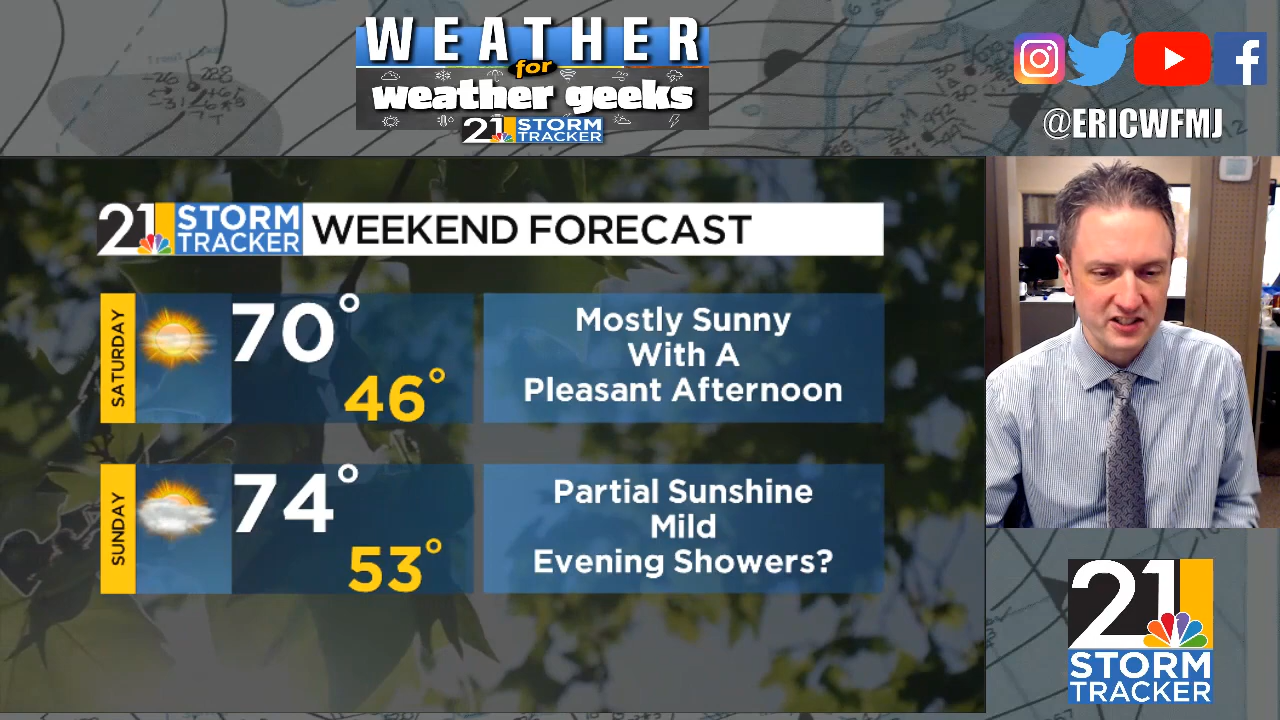 WEATHER
for
weather geeks
21 STORM
TRACKER
@ERICWFMJ
21 STORM
TRACKER
WEEKEND FORECAST
SATURDAY
70°
46°
Mostly Sunny
With A
Pleasant Afternoon
SUNDAY
74°
53°
Partial Sunshine
Mild
Evening Showers?
21
STORM
TRACKER